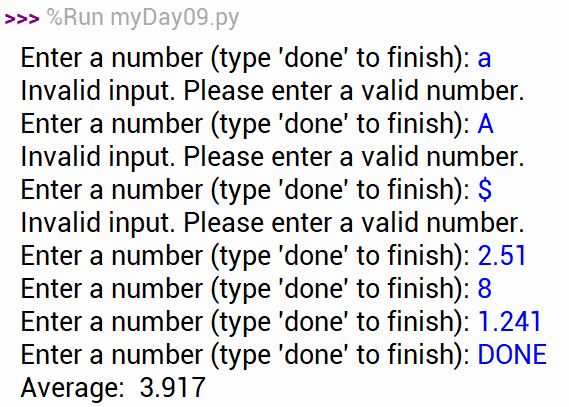 >>> %Run myDay09.py
Enter a number (type 'done' to finish): a
Invalid input. Please enter a valid number.
Enter a number (type 'done' to finish): A
Invalid input. Please enter a valid number.
Enter a number (type 'done' to finish): $
Invalid input. Please enter a valid number.
Enter a number (type 'done' to finish): 2.51
Enter a number (type 'done' to finish): 8
Enter a number (type 'done' to finish): 1.241
Enter a number (type 'done' to finish): DONE
Average:  3.917